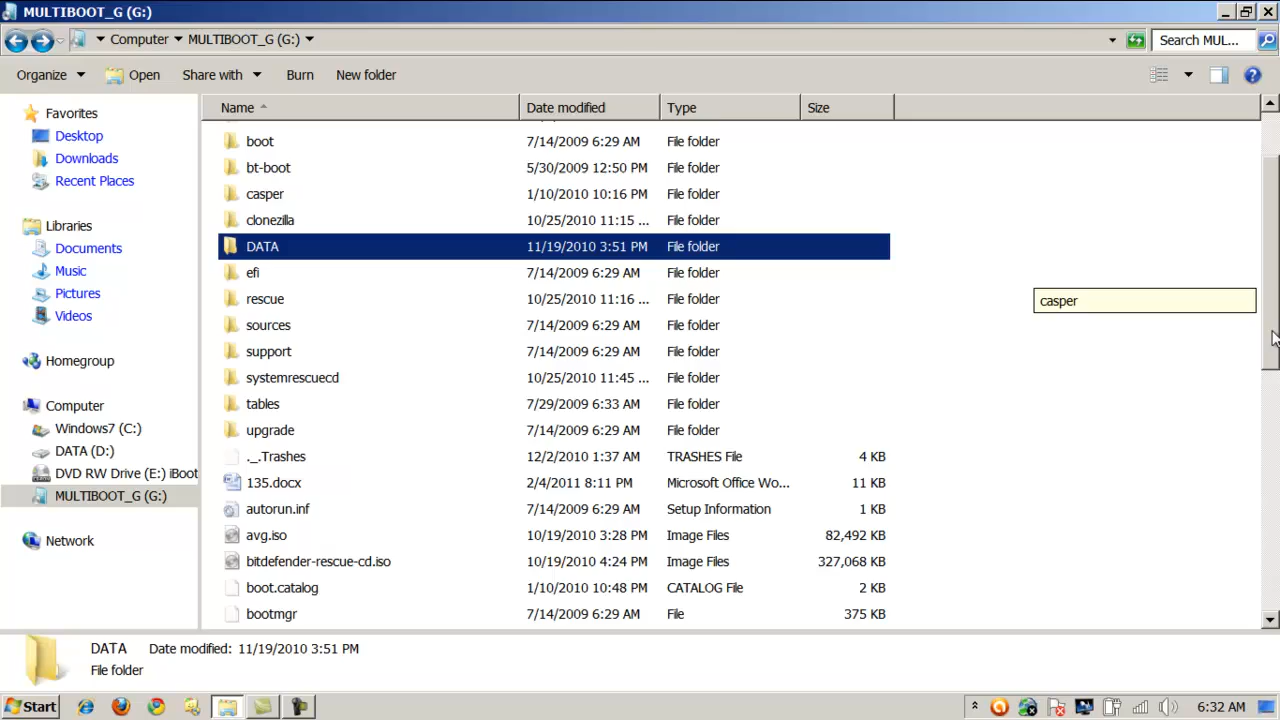 MULTIBOOT_G (G:)
Computer MULTIBOOT_G (G:) Search MUL...
Organize Open Share with Burn New folder
Favorites
Desktop
Downloads
Recent Places
Libraries
Documents
Music
Pictures
Videos
Homegroup
Computer
Windows7 (C:)
DATA (D:)
DVD RW Drive (E:) iBoot
MULTIBOOT_G (G:)
Network
Name Date modified Type Size
boot 7/14/2009 6:29 AM File folder
bt-boot 5/30/2009 12:50 PM File folder
casper 1/10/2010 10:16 PM File folder
clonezilla 10/25/2010 11:15 ... File folder
DATA 11/19/2010 3:51 PM File folder
efi 7/14/2009 6:29 AM File folder
rescue 10/25/2010 11:16 ... File folder
sources 7/14/2009 6:29 AM File folder
support 7/14/2009 6:29 AM File folder
systemrescuecd 10/25/2010 11:45 ... File folder
tables 7/29/2009 6:33 AM File folder
upgrade 7/14/2009 6:29 AM File folder
._.Trashes 12/2/2010 1:37 AM TRASHES File 4 KB
135.docx 2/4/2011 8:11 PM Microsoft Office Wo... 11 KB
autorun.inf 7/14/2009 6:29 AM Setup Information 1 KB
avg.iso 10/19/2010 3:28 PM Image Files 82,492 KB
bitdefender-rescue-cd.iso 10/19/2010 4:24 PM Image Files 327,068 KB
boot.catalog 1/10/2010 10:48 PM CATALOG File 2 KB
bootmgr 7/14/2009 6:29 AM File 375 KB
casper
DATA Date modified: 11/19/2010 3:51 PM
File folder
Start 6:32 AM